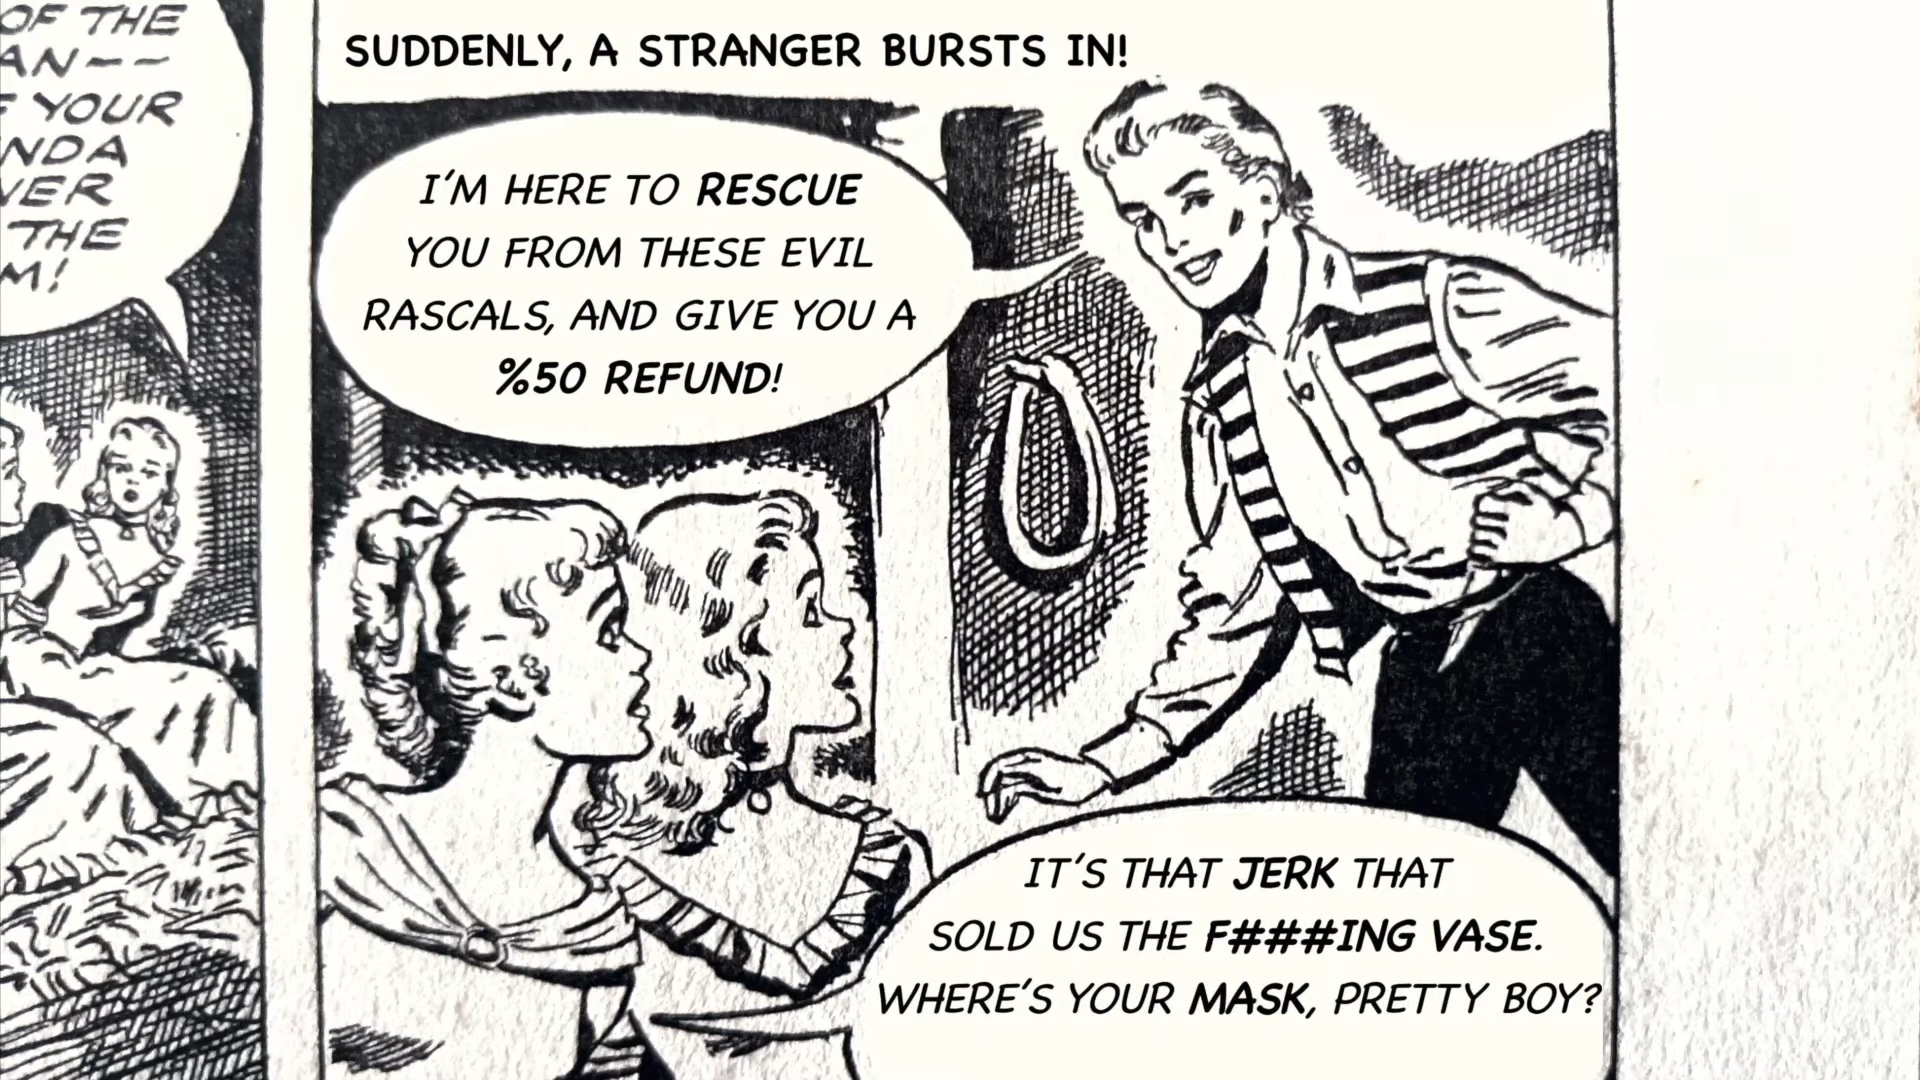 OF THE
AN--
YOUR
NDA
VER
THE
M!
SUDDENLY, A STRANGER BURSTS IN!
I'M HERE TO RESCUE
YOU FROM THESE EVIL
RASCALS, AND GIVE YOU A
%50 REFUND!
IT'S THAT JERK THAT
SOLD US THE F###ING VASE.
WHERE'S YOUR MASK, PRETTY BOY?